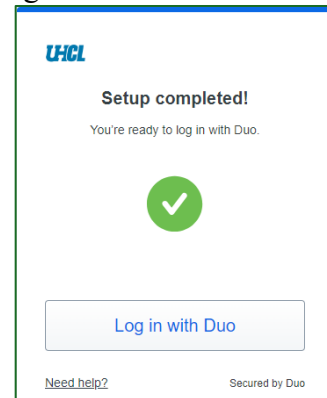 UHCL
Setup completed!
You're ready to log in with Duo.
Log in with Duo
Need help?
Secured by Duo